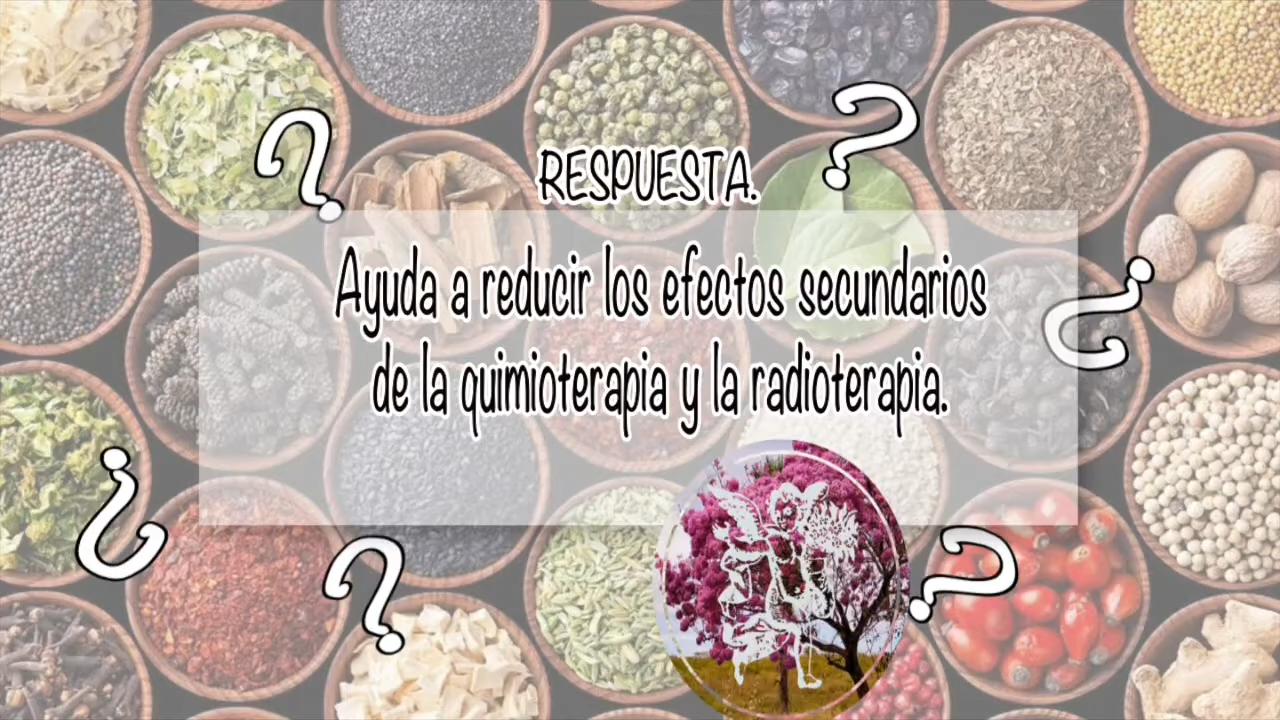 RESPUESTA.
Ayuda a reducir los efectos secundarios
de la quimioterapia y la radioterapia.